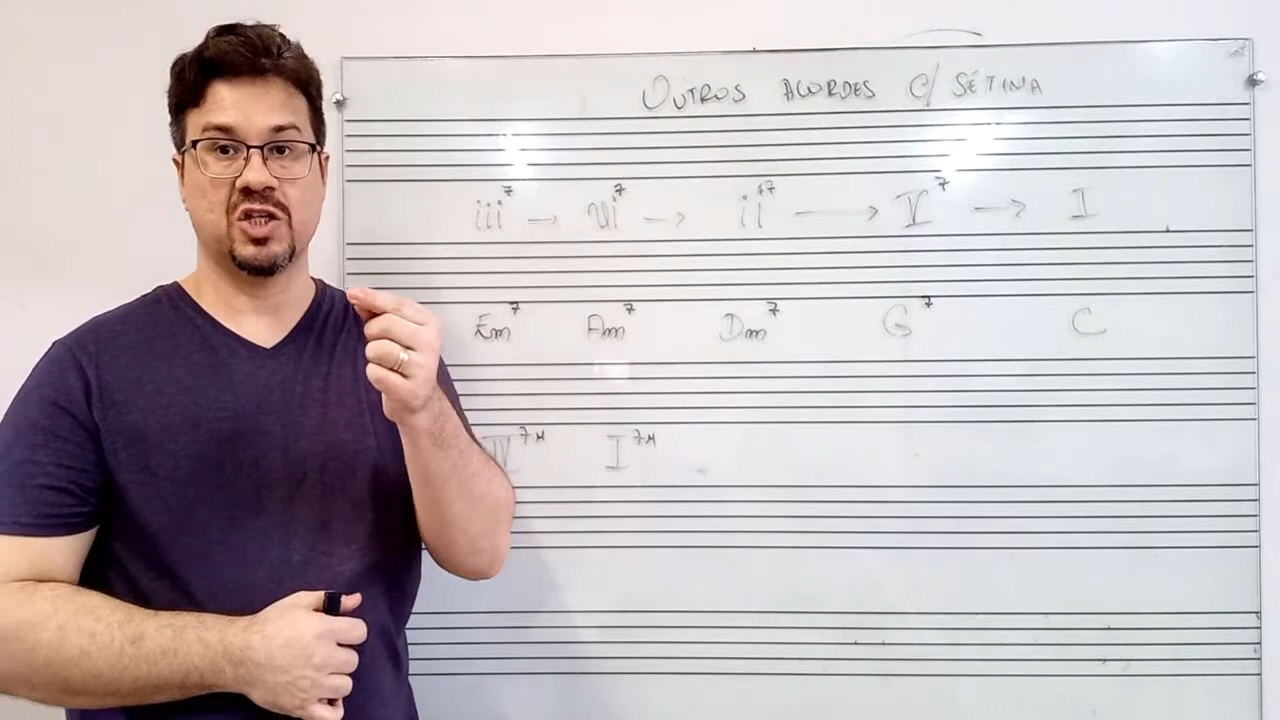 OUTROS ACORDES C/ SÉTIMA
iii⁷ → vi⁷ → ii⁷ → V⁷ → I
Em⁷ Am⁷ Dm⁷ G⁷ C
IV⁷ᴹ I⁷ᴹ